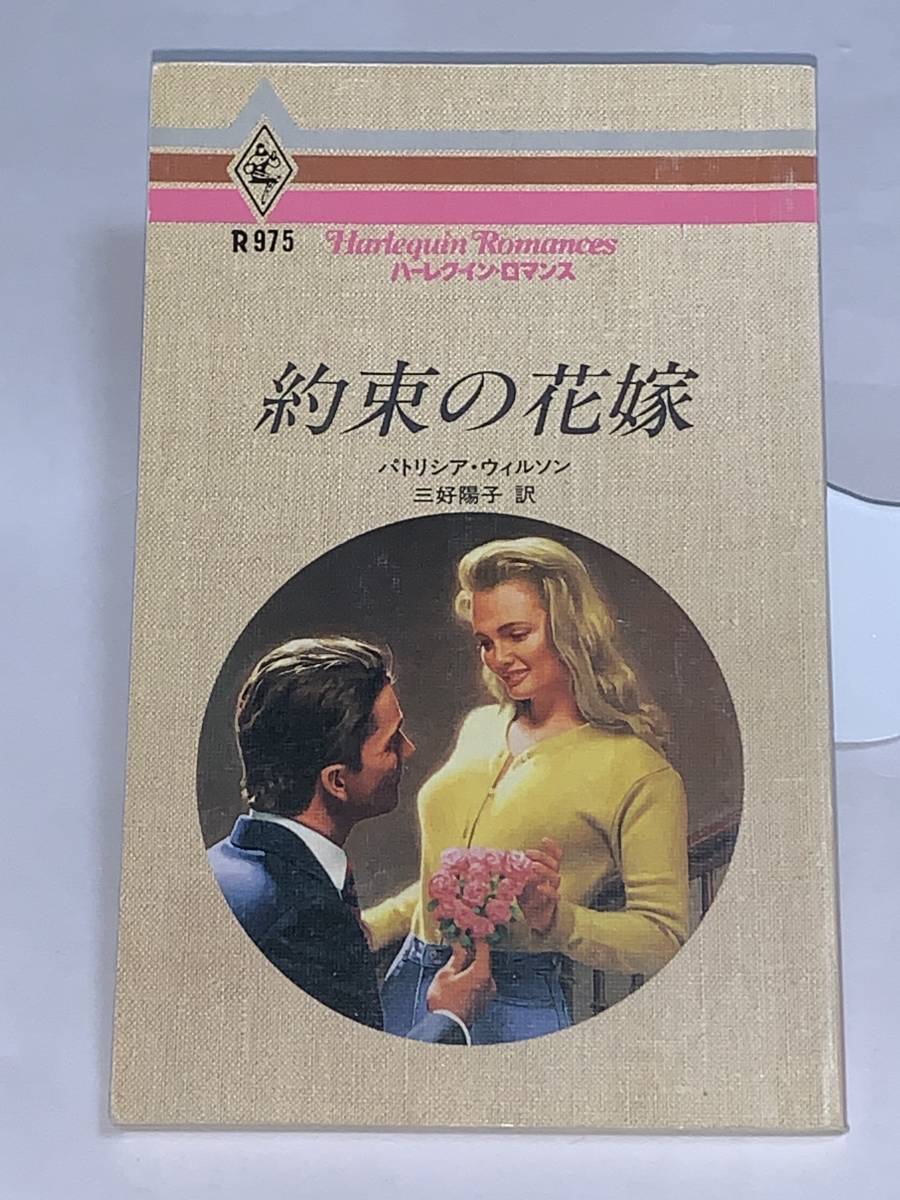 R975
Harlequin Romances
ハーレクイン・ロマンス
約束の花嫁
パトリシア・ウィルソン
三好陽子 訳